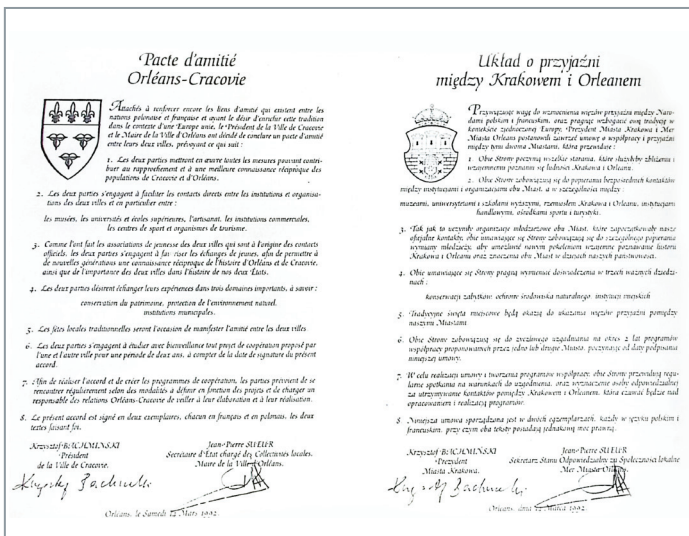 Pacte d'amitié
Orléans-Cracovie
Attachés à renforcer encore les liens d'amitié qui existent entre les
nations polonaise et française et ayant le désir d'enrichir cette tradition
dans le contexte d'une Europe unie, le Président de la Ville de Cracovie
et le Maire de la Ville d'Orléans ont décidé de conclure un pacte d'amitié
entre leurs deux villes, prévoyant ce qui suit :
1. Les deux parties mettront en œuvre toutes les mesures pouvant contri-
buer au rapprochement et à une meilleure connaissance réciproque des
populations de Cracovie et d'Orléans.
2. Les deux parties s'engagent à faciliter les contacts directs entre les institutions et organisa-
tions des deux villes et en particulier entre :
les musées, les universités et écoles supérieures, l'artisanat, les institutions commerciales,
les centres de sport et organismes de tourisme.
3. Comme l'ont fait les associations de jeunesse des deux villes qui sont à l'origine des contacts
officiels, les deux parties s'engagent à favoriser les échanges de jeunes, afin de permettre à
de nouvelles générations une connaissance réciproque de l'histoire d'Orléans et de Cracovie,
ainsi que de l'importance des deux villes dans l'histoire de nos deux États.
4. Les deux parties désirent échanger leurs expériences dans trois domaines importants, à savoir :
conservation du patrimoine, protection de l'environnement naturel,
institutions municipales.
5. Les fêtes locales traditionnelles seront l'occasion de manifester l'amitié entre les deux villes.
6. Les deux parties s'engagent à étudier avec bienveillance tout projet de coopération proposé par
l'une et l'autre ville pour une période de deux ans, à compter de la date de signature du présent
accord.
7. Afin de réaliser l'accord et de créer les programmes de coopération, les parties prévoient de se
rencontrer régulièrement selon des modalités à définir en fonction des projets et de charger un
responsable des relations Orléans-Cracovie de veiller à leur élaboration et à leur réalisation.
8. Le présent accord est signé en deux exemplaires, chacun en français et en polonais, les deux
textes faisant foi.
Krzysztof BACHMIŃSKI
Président
de la Ville de Cracovie
Jean-Pierre SUEUR
Secrétaire d'État chargé des Collectivités locales.
Maire de la Ville d'Orléans
Orléans, le Samedi Mars 1992.
Układ o przyjaźni
między Krakowem i Orleanem
Przywiązując wagę do wzmocnienia więzów przyjaźni między Naro-
dami polskim i francuskim, oraz pragnąc wzbogacić ową tradycję w
kontekście zjednoczonej Europy, Prezydent Miasta Krakowa i Mer
Miasta Orleanu postanowili zawrzeć umowę o współpracy i przyjaźni
między tymi dwoma Miastami, która przewiduje :
1. Obie Strony poczynią wszelkie starania, które służyłyby zbliżeniu i
wzajemnemu poznaniu się ludności Krakowa i Orleanu.
2. Obie Strony zobowiązują się do popierania bezpośrednich kontaktów
między instytucjami i organizacjami obu Miast, a w szczególności między :
muzeami, uniwersytetami i szkołami wyższymi, rzemiosłem Krakowa i Orleanu, instytucjami
handlowymi, ośrodkami sportu i turystyki.
3. Tak jak to uczyniły organizacje młodzieżowe obu Miast, które zapoczątkowały nasze
oficjalne kontakty, obie umawiające się Strony zobowiązują się do szczególnego popierania
wymiany młodzieży, aby umożliwić nowym pokoleniom wzajemne poznawanie historii
Krakowa i Orleanu oraz znaczenia obu Miast w dziejach naszych państwowości.
4. Obie umawiające się Strony pragną wymieniać doświadczenia w trzech ważnych dziedzi-
nach :
konserwacji zabytków, ochronie środowiska naturalnego, instytucji miejskich
5. Tradycyjne święta miejscowe będą okazją do okazania więzów przyjaźni pomiędzy
naszymi Miastami.
6. Obie Strony zobowiązują się do życzliwego uzgadniania na okres 2 lat programów
współpracy proponowanych przez jedno lub drugie Miasto, poczynając od daty podpisania
niniejszej umowy.
7. W celu realizacji umowy i tworzenia programów współpracy, obie Strony przewidują regu-
larne spotkania na warunkach do uzgodnienia, oraz wyznaczenie osoby odpowiedzialnej
za utrzymywanie kontaktów pomiędzy Krakowem i Orleanem, która czuwać będzie nad
opracowaniem i realizacją programów.
8. Niniejsza umowa sporządzona jest w dwóch egzemplarzach, każdy w języku polskim i
francuskim, przy czym oba teksty posiadają jednakową moc prawną.
Krzysztof BACHMIŃSKI
Prezydent
Miasta Krakowa.
Jean-Pierre SUEUR
Sekretarz Stanu Odpowiedzialny za Społeczności lokalne
Mer Miasta Orleanu
Orleans, dnia Marca 1992.